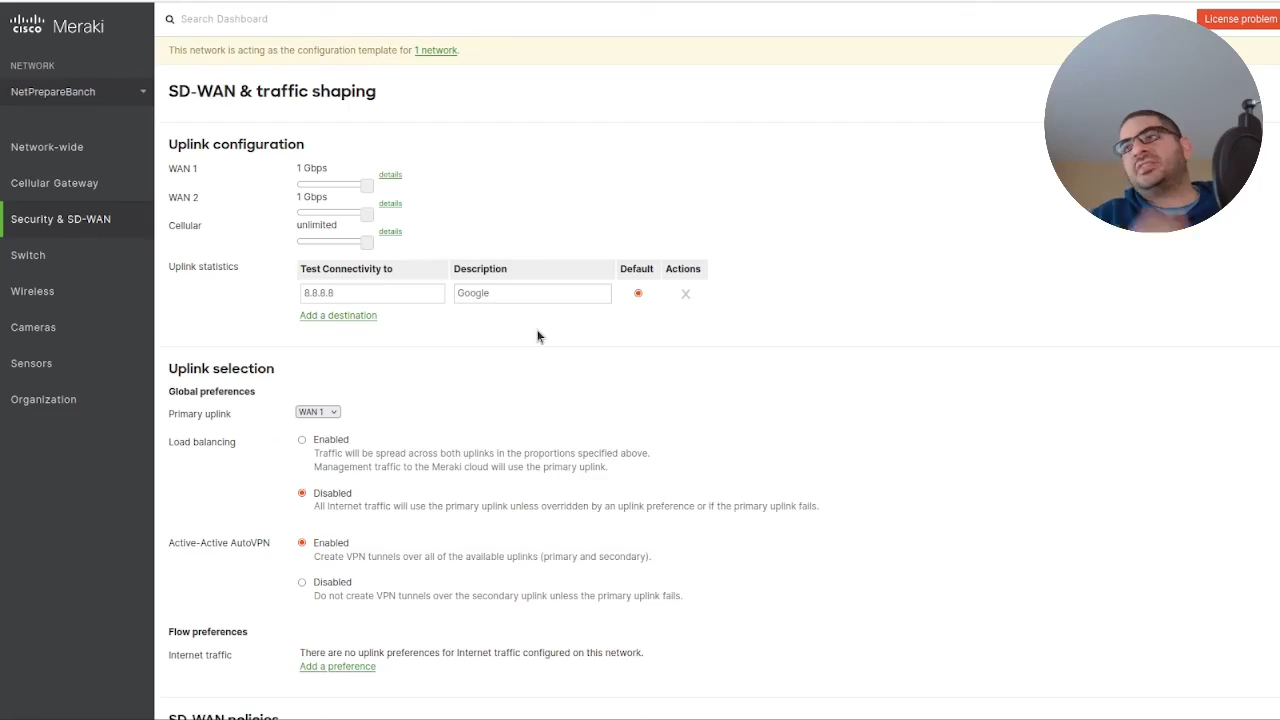 cisco Meraki
Search Dashboard
License problem
NETWORK
NetPrepareBanch
Network-wide
Cellular Gateway
Security & SD-WAN
Switch
Wireless
Cameras
Sensors
Organization
This network is acting as the configuration template for 1 network.
SD-WAN & traffic shaping
Uplink configuration
WAN 1 1 Gbps details
WAN 2 1 Gbps details
Cellular unlimited details
Uplink statistics
Test Connectivity to Description Default Actions
8.8.8.8 Google X
Add a destination
Uplink selection
Global preferences
Primary uplink WAN 1
Load balancing Enabled
Traffic will be spread across both uplinks in the proportions specified above.
Management traffic to the Meraki cloud will use the primary uplink.
Disabled
All Internet traffic will use the primary uplink unless overridden by an uplink preference or if the primary uplink fails.
Active-Active AutoVPN Enabled
Create VPN tunnels over all of the available uplinks (primary and secondary).
Disabled
Do not create VPN tunnels over the secondary uplink unless the primary uplink fails.
Flow preferences
Internet traffic There are no uplink preferences for Internet traffic configured on this network.
Add a preference
SD-WAN policies